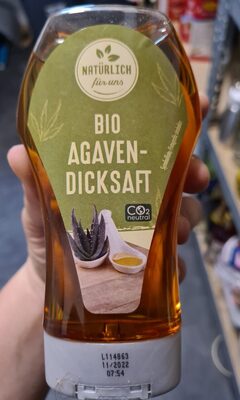 NATÜRLICH
für uns
BIO
AGAVEN-
DICKSAFT
CO2
neutral
L114863
11/2022
07:54